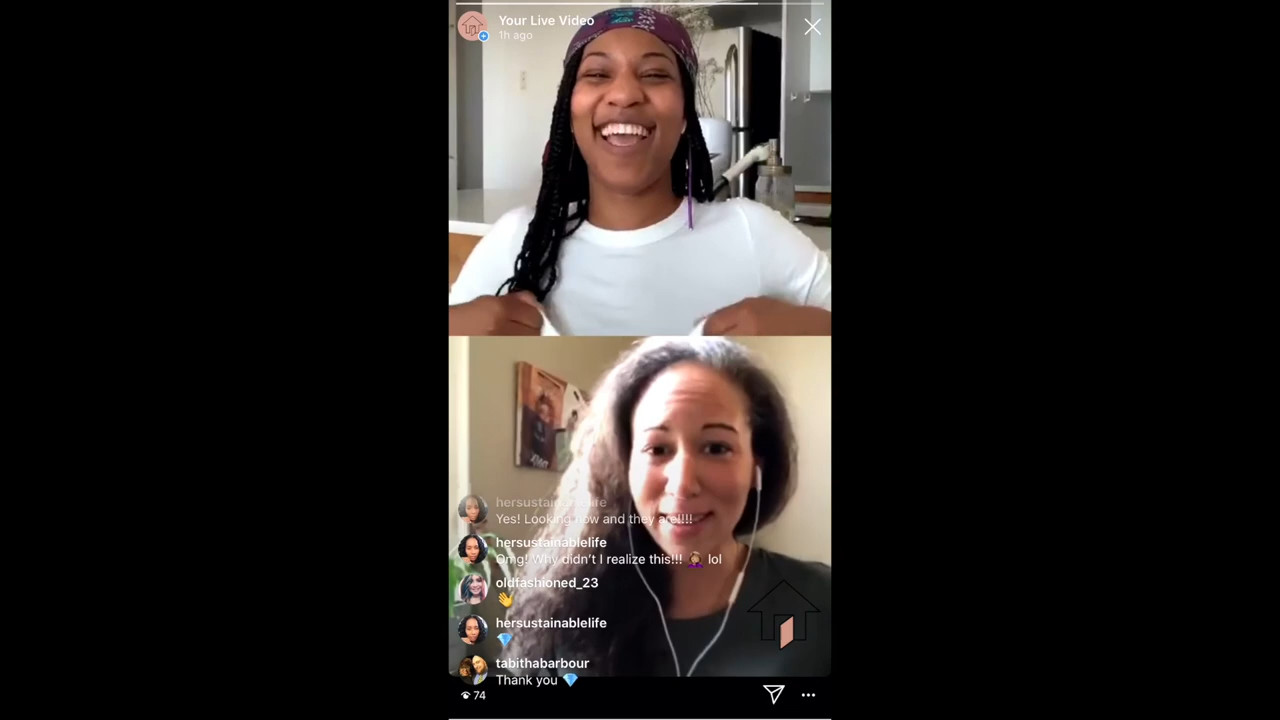 Your Live Video
1h ago
hersustainablelife
Yes! Looking now and they are!!!!
hersustainablelife
Omg! Why didn't I realize this!!! 🤦🏽‍♀️ lol
oldfashioned_23
👋
hersustainablelife
💎
tabithabarbour
Thank you 💎
74